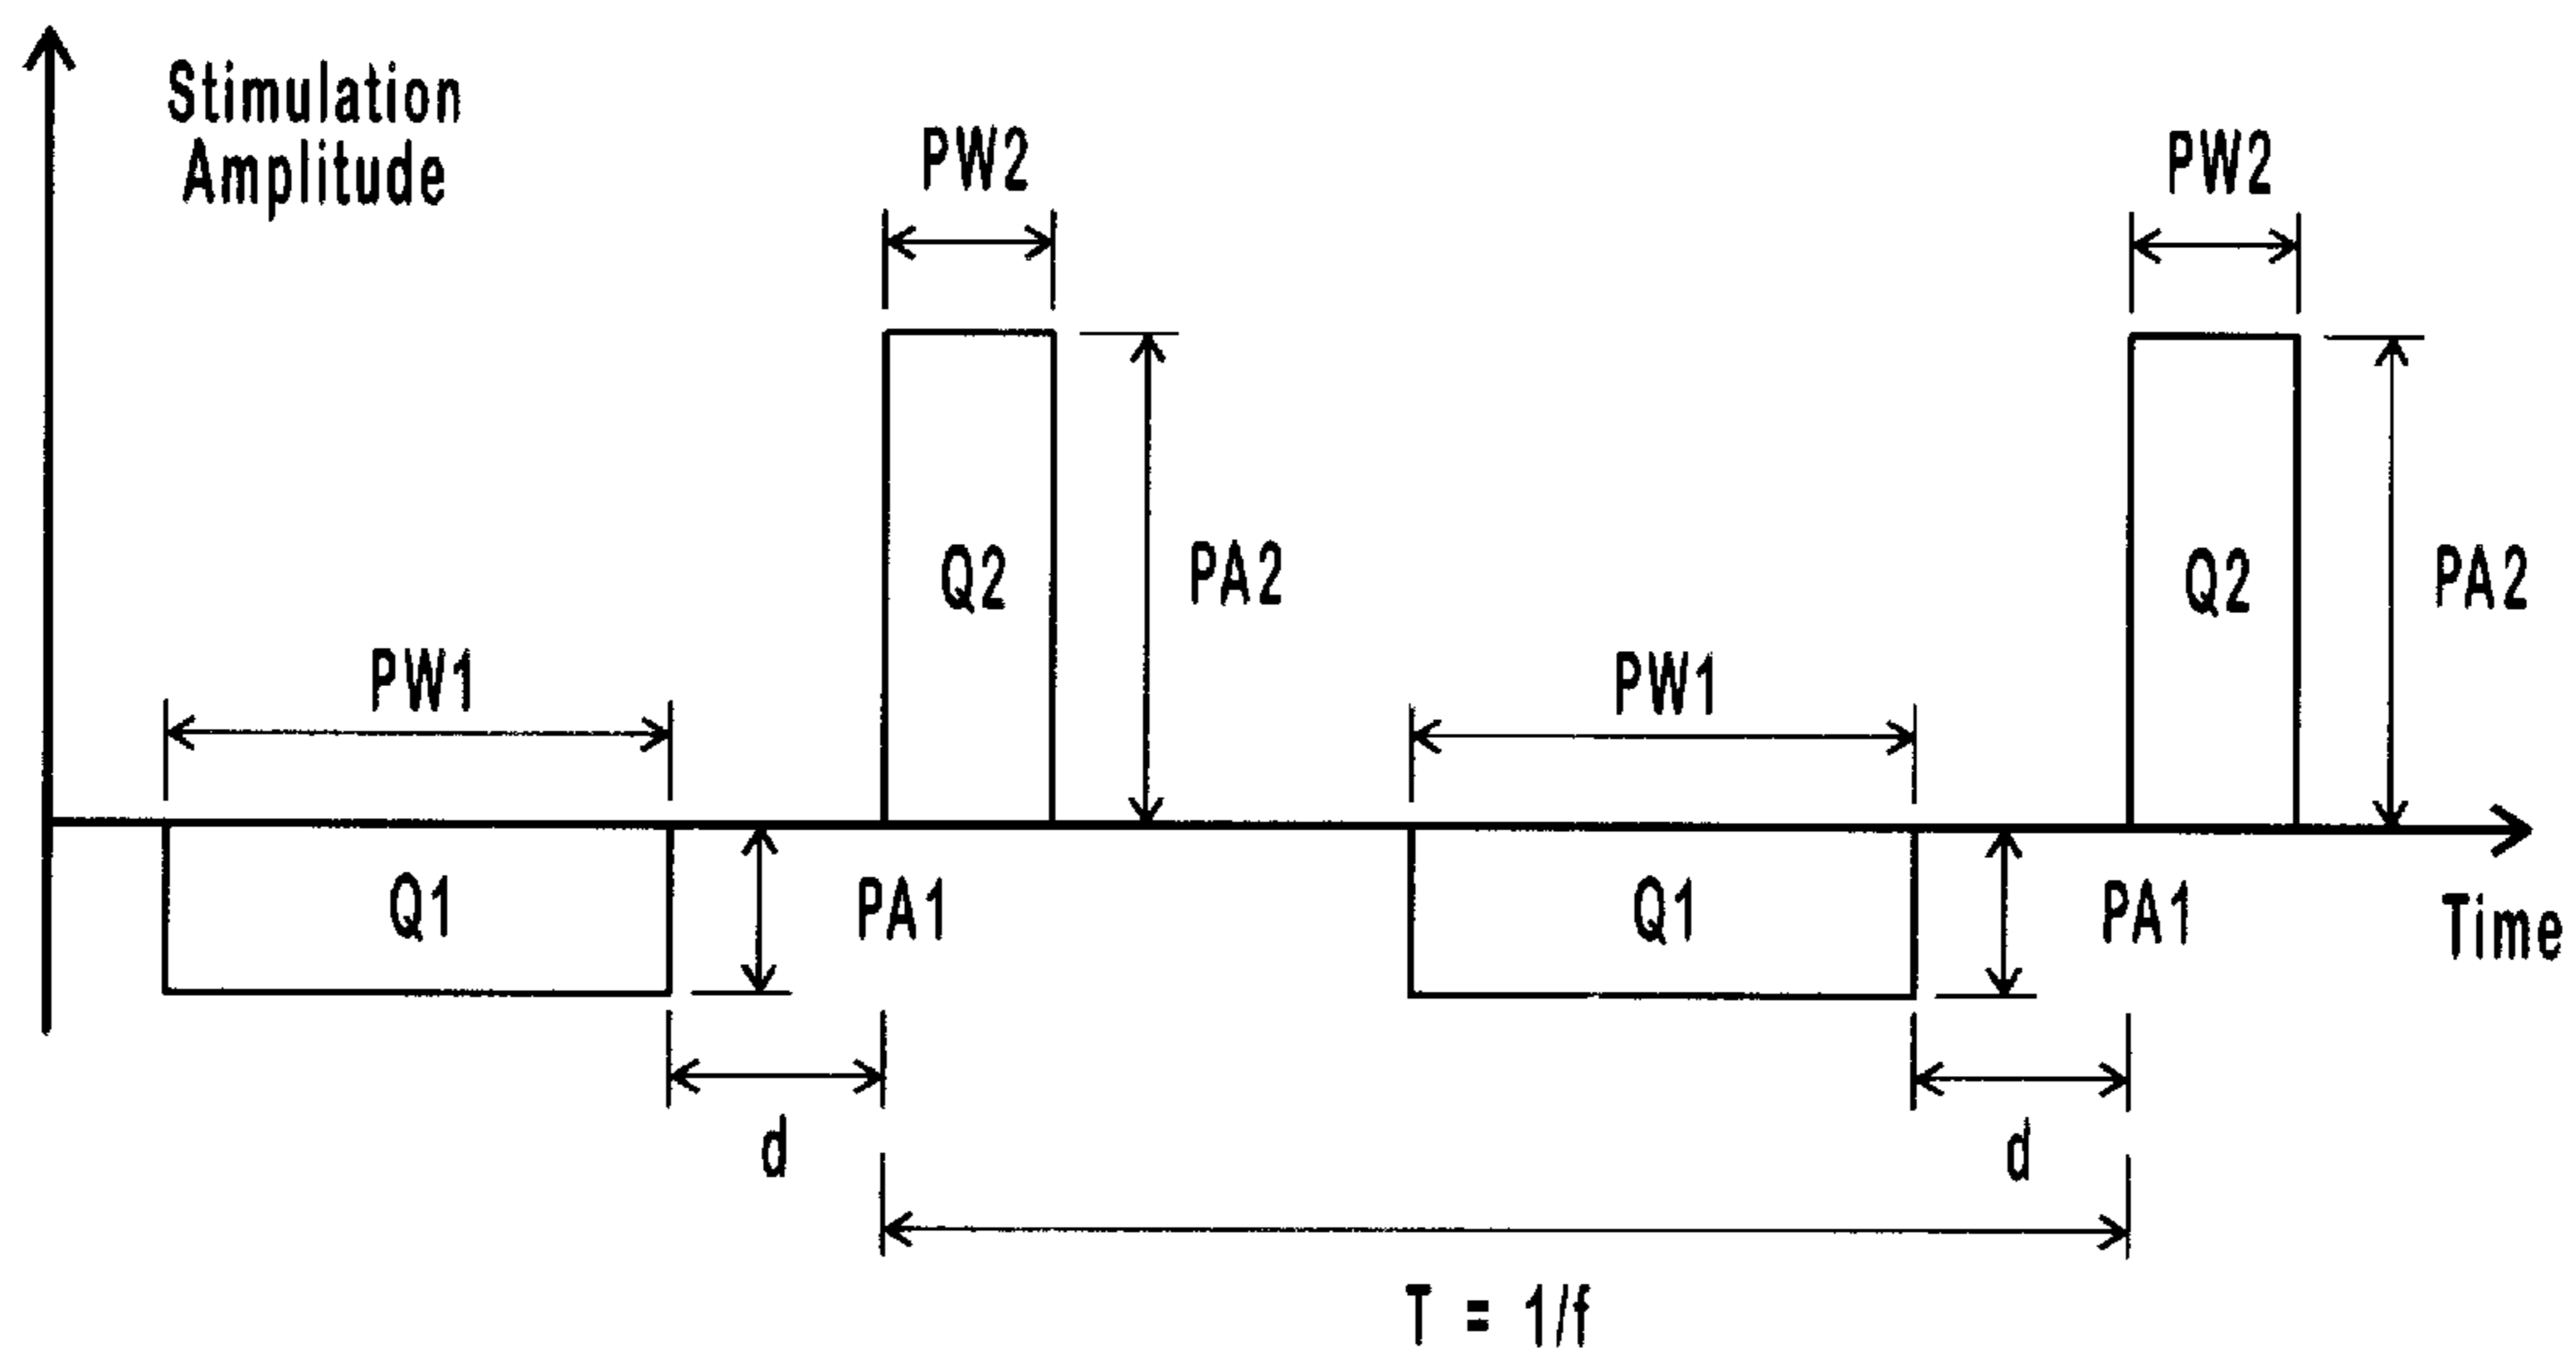 Stimulation
Amplitude
PW2
PW2
Q2
PA2
Q2
PA2
PW1
PW1
Q1
PA1
Q1
PA1
Time
d
d
T = 1/f